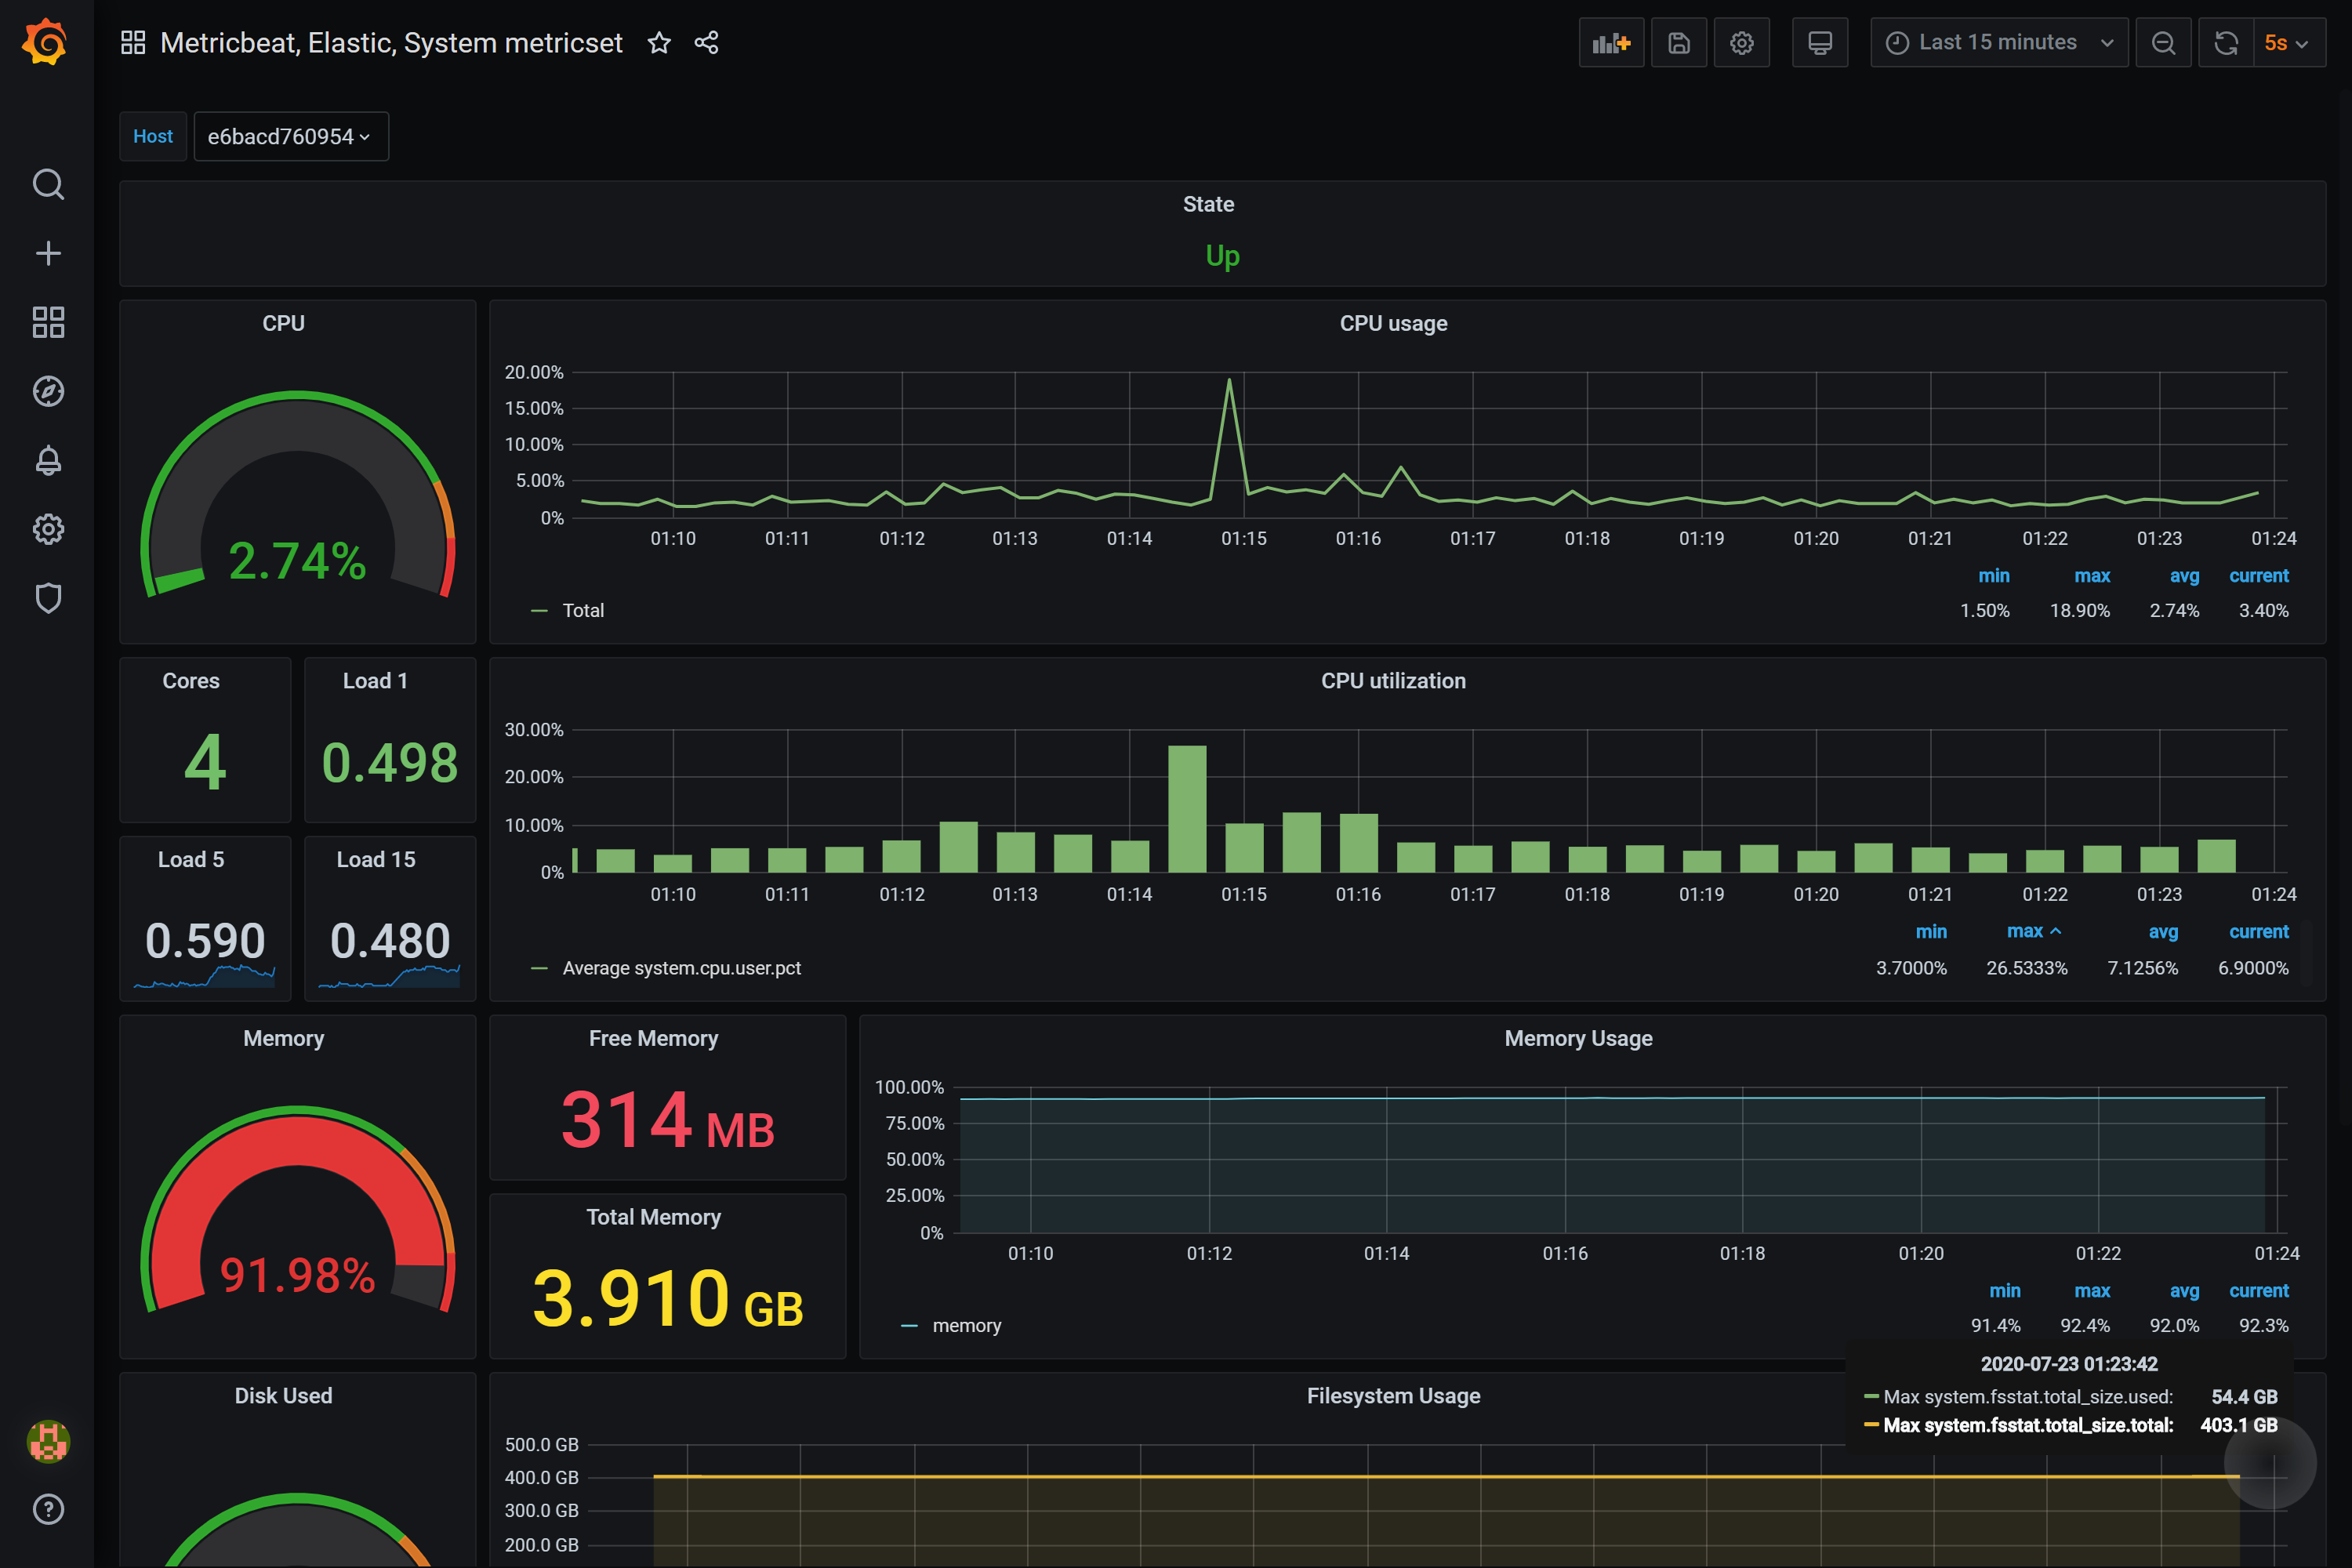 Metricbeat, Elastic, System metricset
Last 15 minutes
5s
Host
e6bacd760954
State
Up
CPU
2.74%
CPU usage
20.00%
15.00%
10.00%
5.00%
0%
01:10 01:11 01:12 01:13 01:14 01:15 01:16 01:17 01:18 01:19 01:20 01:21 01:22 01:23 01:24
min max avg current
Total 1.50% 18.90% 2.74% 3.40%
Cores
4
Load 1
0.498
Load 5
0.590
Load 15
0.480
CPU utilization
30.00%
20.00%
10.00%
0%
01:10 01:11 01:12 01:13 01:14 01:15 01:16 01:17 01:18 01:19 01:20 01:21 01:22 01:23 01:24
min max avg current
Average system.cpu.user.pct 3.7000% 26.5333% 7.1256% 6.9000%
Memory
91.98%
Free Memory
314 MB
Total Memory
3.910 GB
Memory Usage
100.00%
75.00%
50.00%
25.00%
0%
01:10 01:12 01:14 01:16 01:18 01:20 01:22 01:24
min max avg current
memory 91.4% 92.4% 92.0% 92.3%
Disk Used
Filesystem Usage
500.0 GB
400.0 GB
300.0 GB
200.0 GB
2020-07-23 01:23:42
Max system.fsstat.total_size.used: 54.4 GB
Max system.fsstat.total_size.total: 403.1 GB